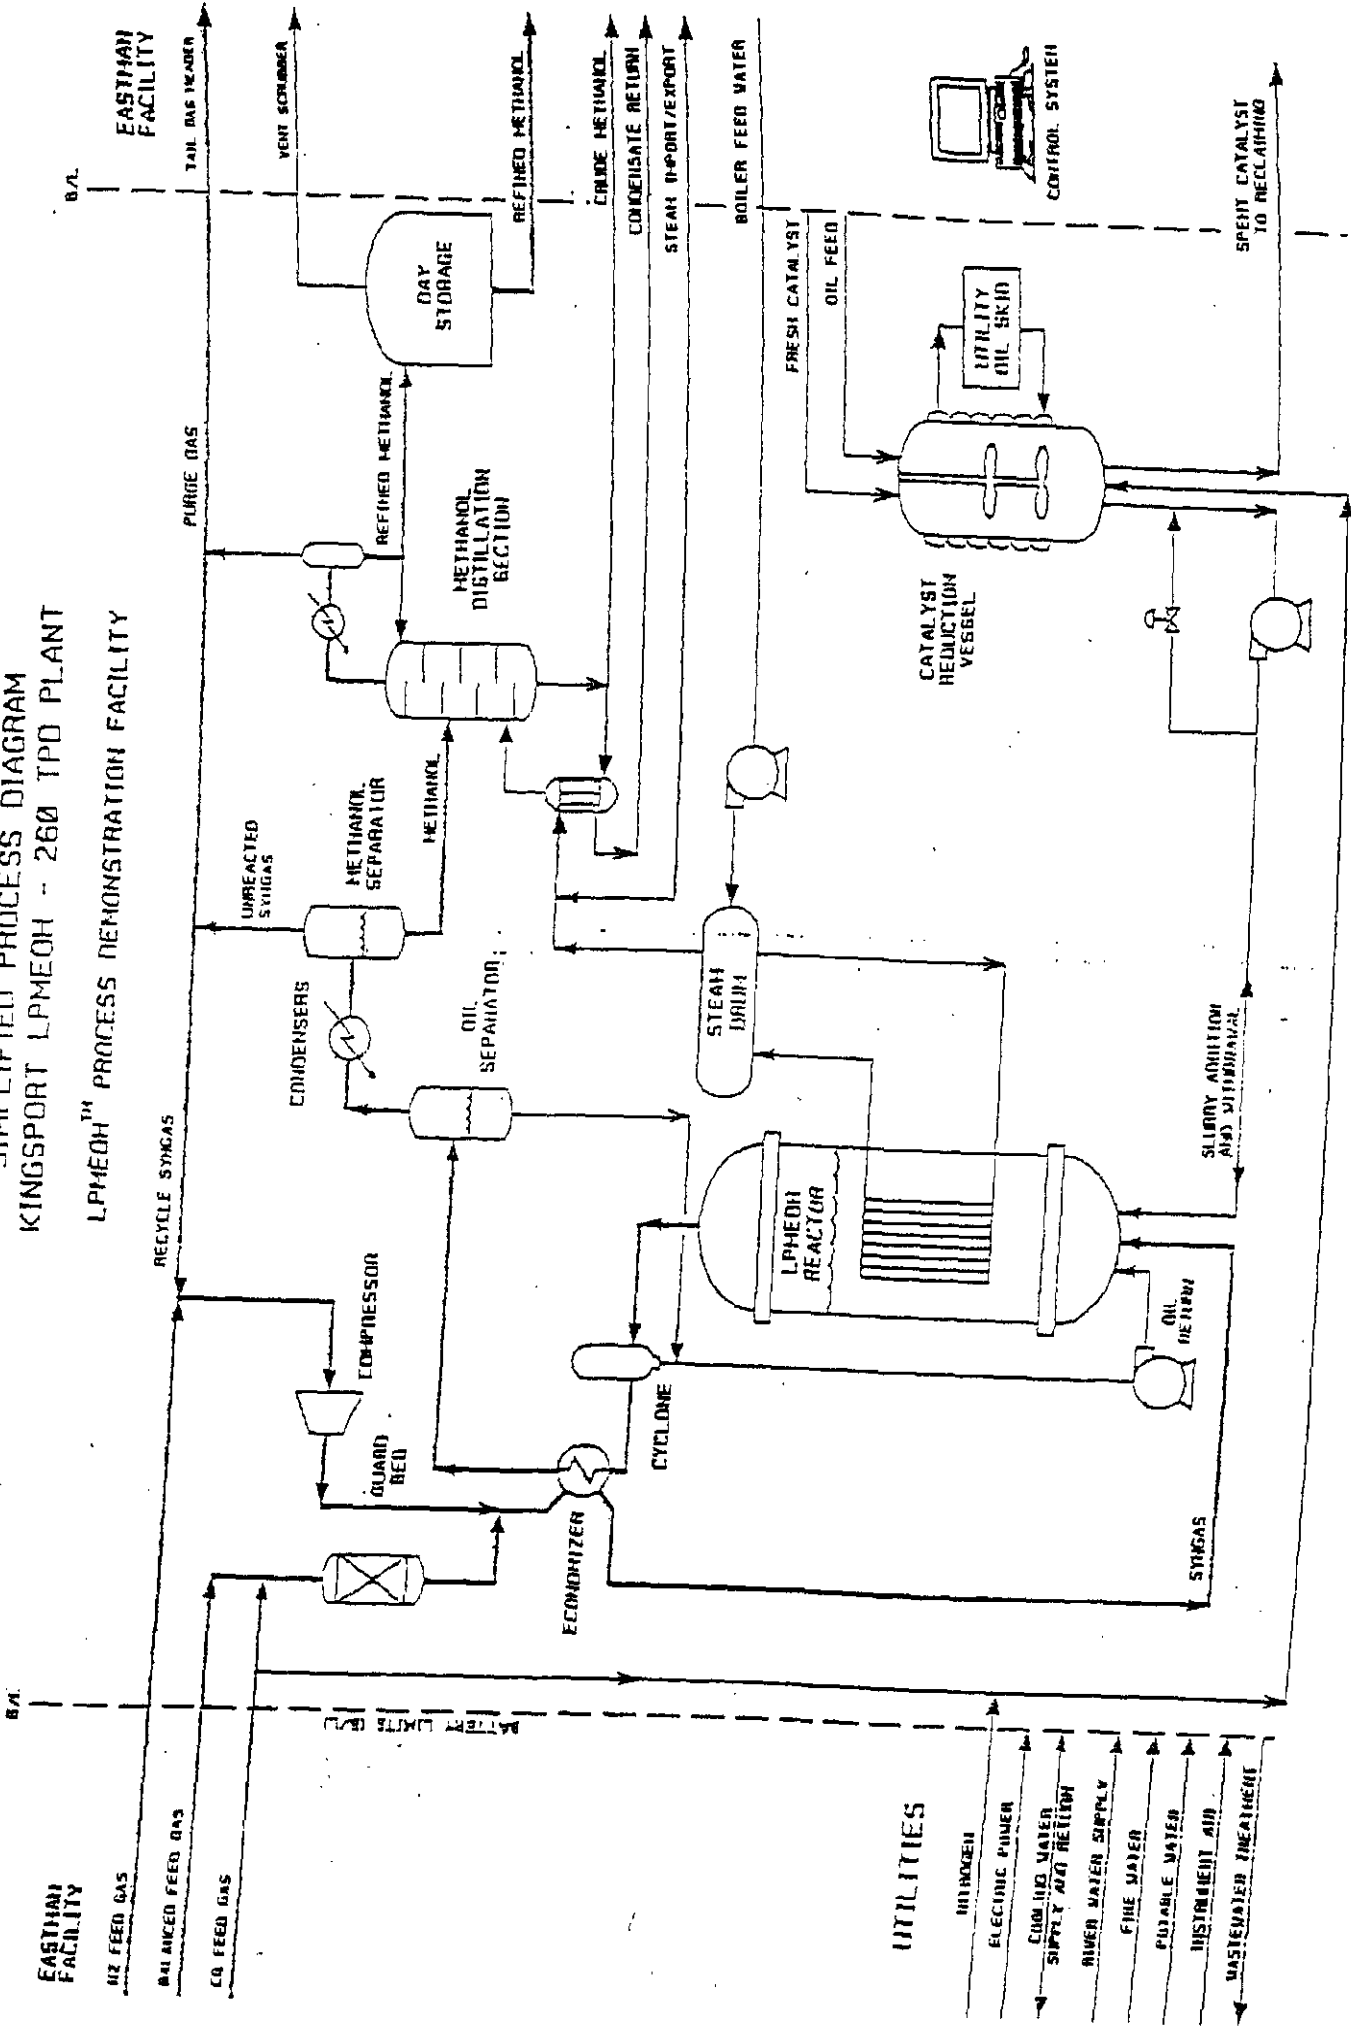 SIMPLIFIED PROCESS DIAGRAM
KINGSPORT LPMEOH - 260 TPD PLANT
LPMEOH™ PROCESS DEMONSTRATION FACILITY
EASTMAN
FACILITY
B/L
B/L
EASTMAN
FACILITY
H2 FEED GAS
BALANCED FEED GAS
CO FEED GAS
BATTERY LIMITS (B/L)
RECYCLE SYNGAS
PURGE GAS
TAIL GAS HEADER
VENT SCRUBBER
REFINED METHANOL
CRUDE METHANOL
CONDENSATE RETURN
STEAM IMPORT/EXPORT
BOILER FEED WATER
COMPRESSOR
GUARD
BED
ECONOMIZER
CYCLONE
CONDENSERS
OIL
SEPARATOR
UNREACTED
SYNGAS
METHANOL
SEPARATOR
METHANOL
METHANOL
DISTILLATION
SECTION
REFINED METHANOL
DAY
STORAGE
STEAM
DRUM
LPMEOH
REACTOR
OIL
RETURN
SYNGAS
SLURRY ADDITION
AND WITHDRAWAL
CATALYST
REDUCTION
VESSEL
FRESH CATALYST
OIL FEED
UTILITY
OIL SKID
CONTROL SYSTEM
SPENT CATALYST
TO RECLAIMING
UTILITIES
NITROGEN
ELECTRIC POWER
COOLING WATER
SUPPLY AND RETURN
RIVER WATER SUPPLY
FIRE WATER
POTABLE WATER
INSTRUMENT AIR
WASTEWATER TREATMENT